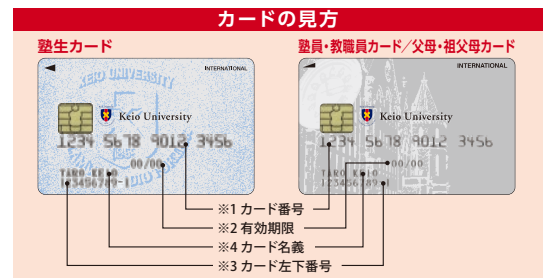 カードの見方
塾生カード
塾員・教職員カード／父母・祖父母カード
KEIO UNIVERSITY
INTERNATIONAL
Keio University
1234 5678 9012 3456
00/00
TARO KEIO
123456789-1
INTERNATIONAL
Keio University
1234 5678 9012 3456
00/00
TARO KEIO
123456789-1
※1 カード番号
※2 有効期限
※4 カード名義
※3 カード左下番号